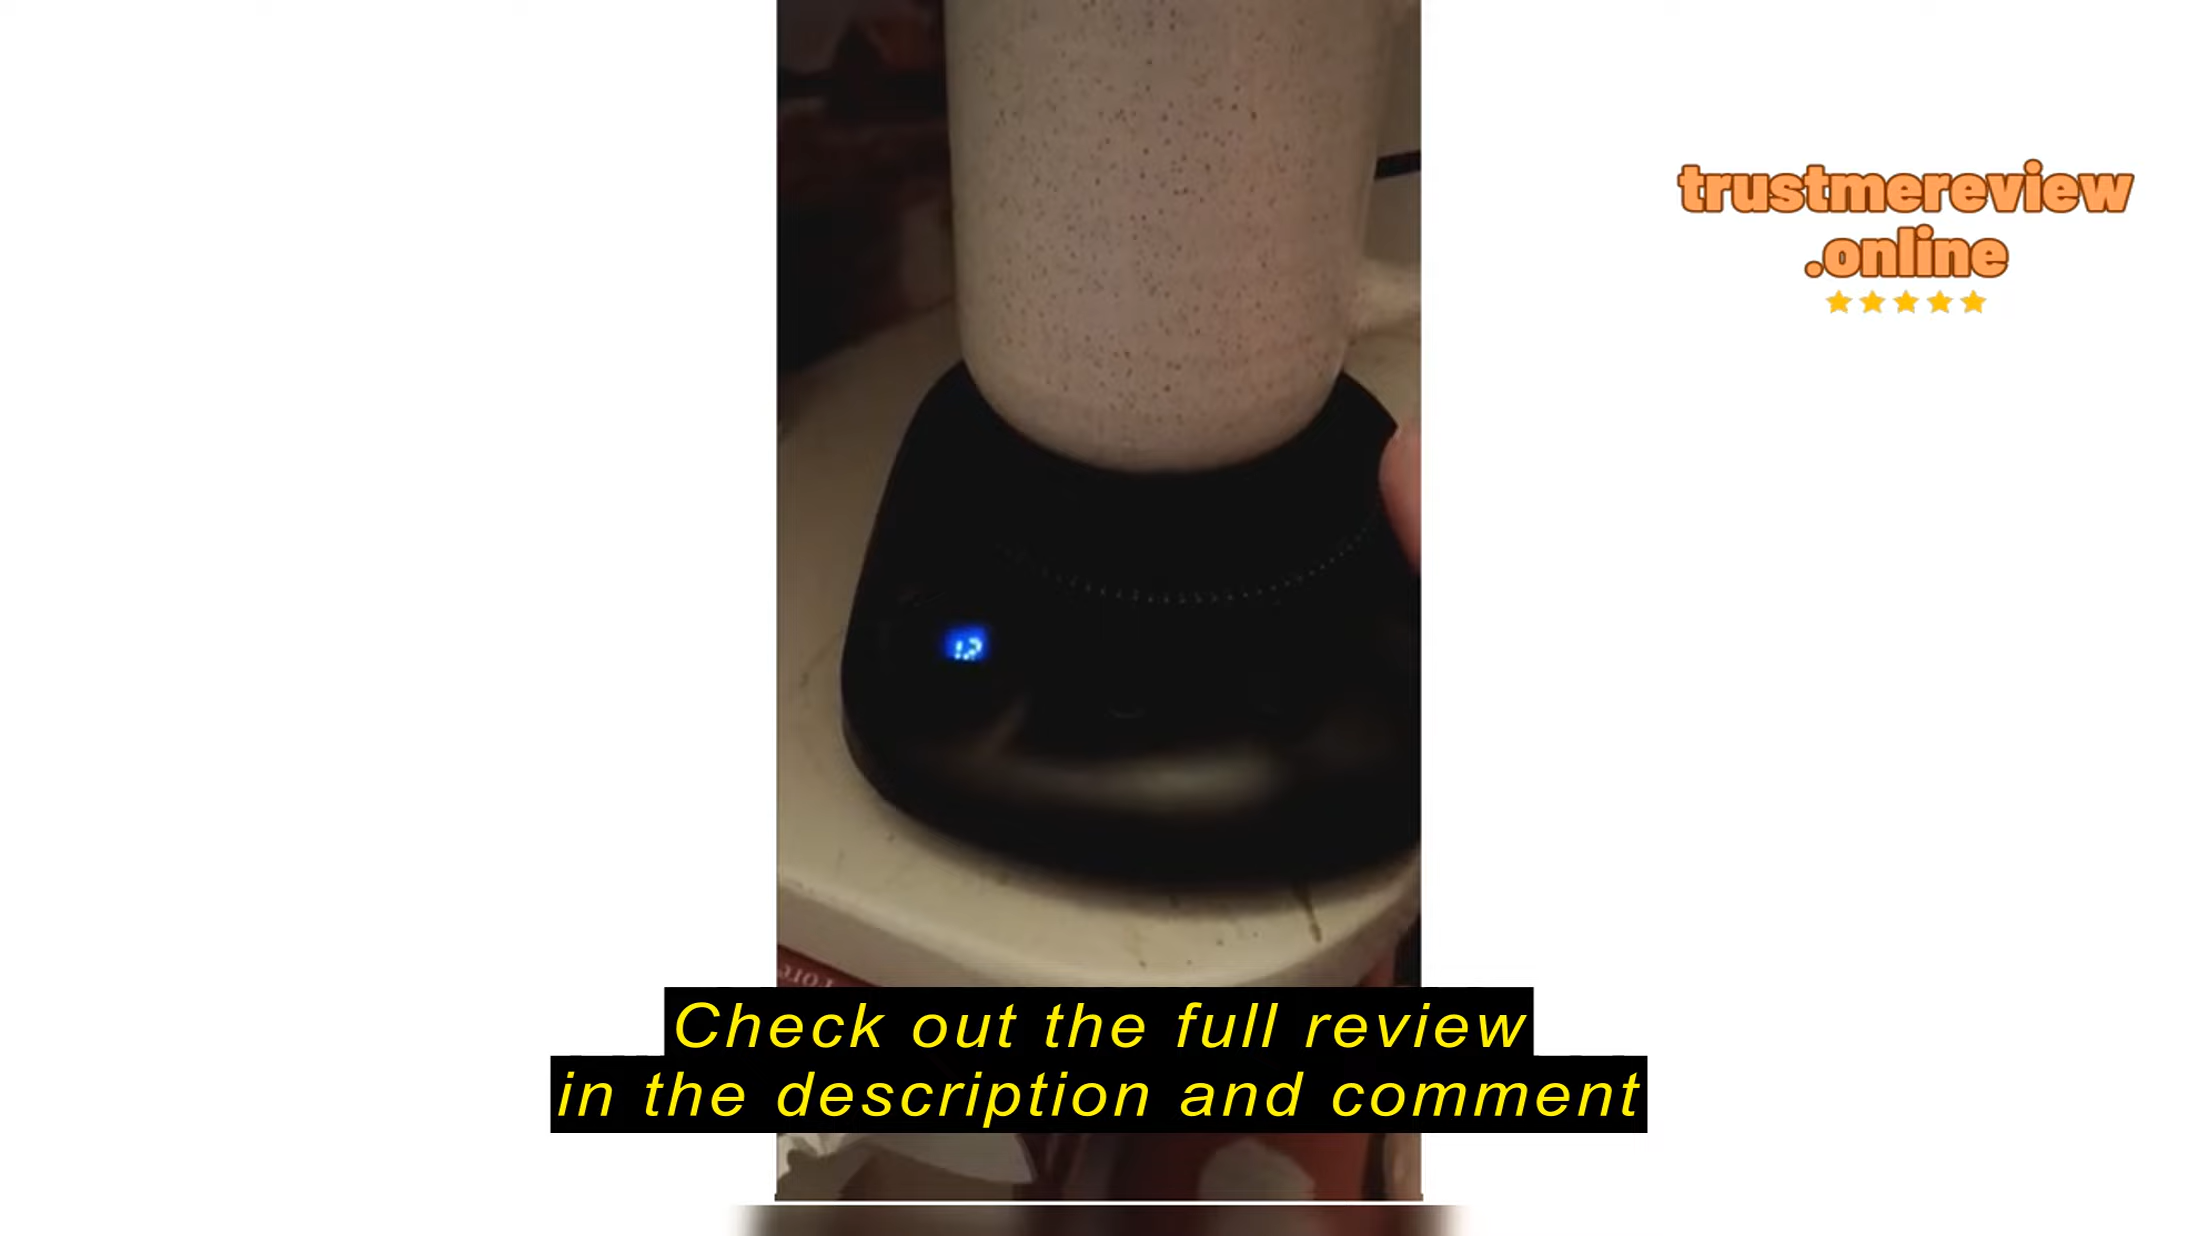 trustmereview
.online
Check out the full review
in the description and comment